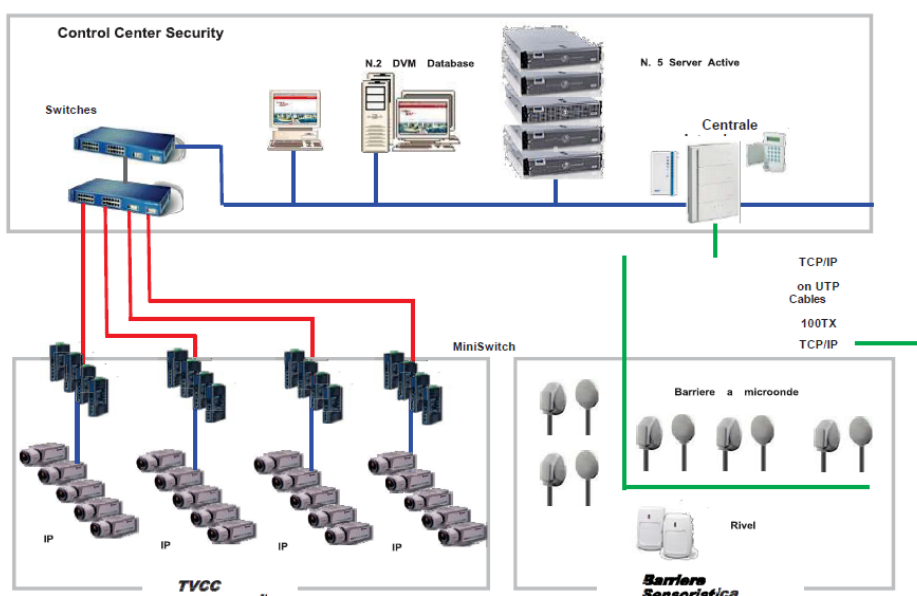 Control Center Security
N.2 DVM Database
N. 5 Server Active
Switches
Centrale
TCP/IP
on UTP
Cables
100TX
TCP/IP
MiniSwitch
Barriere a microonde
Rivel
IP
IP
IP
IP
TVCC
Barriere
Sensoristica